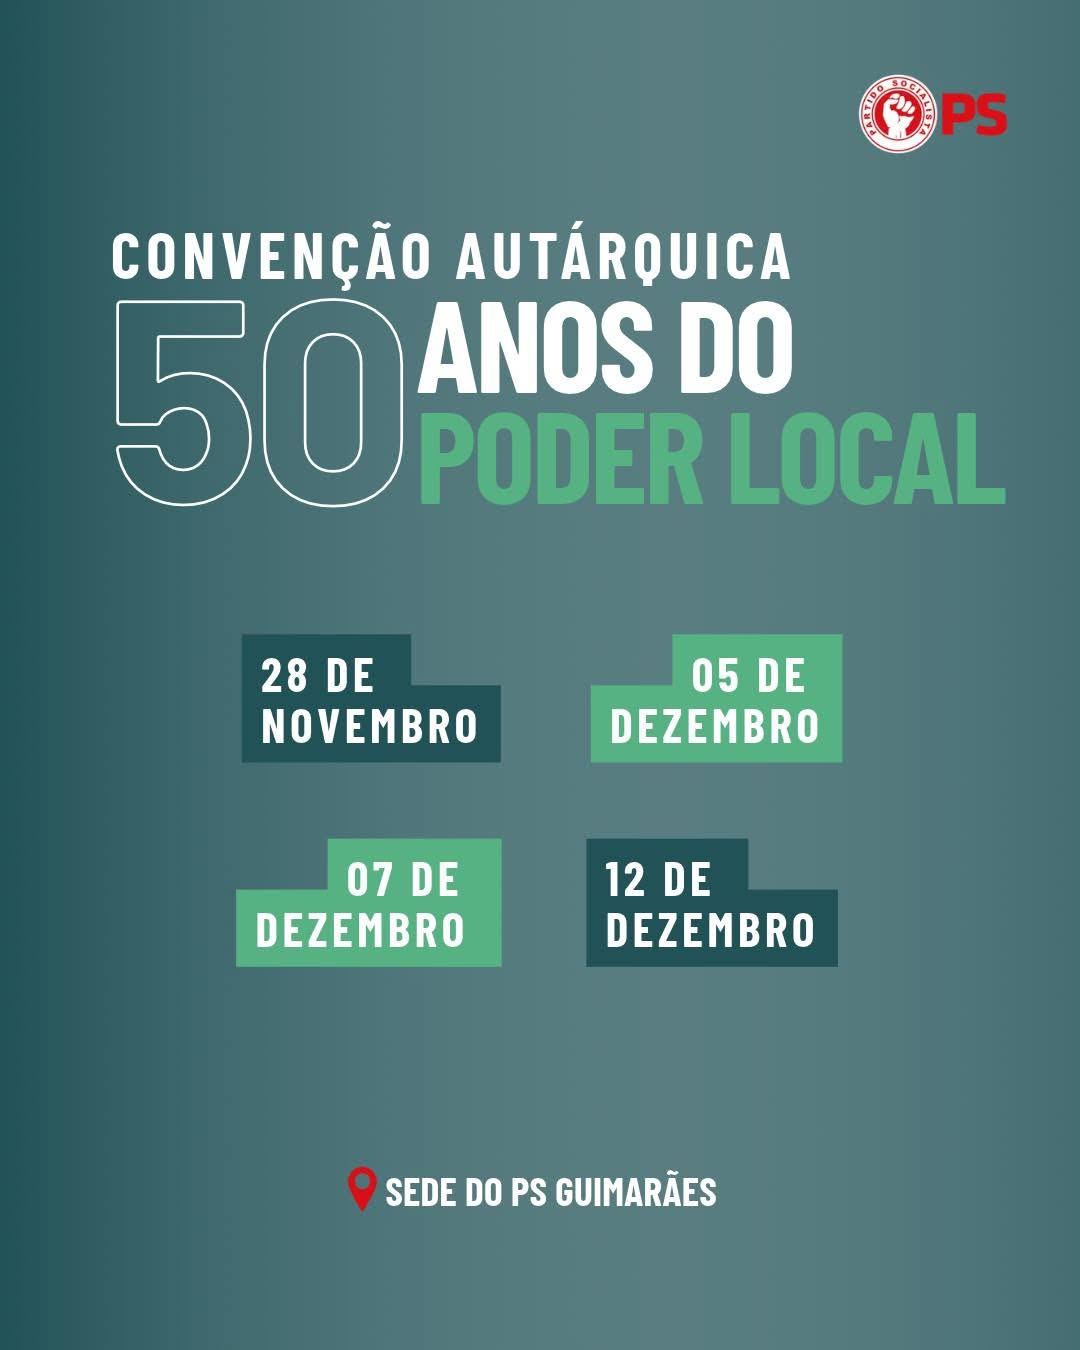 PARTIDO SOCIALISTA
PS
CONVENÇÃO AUTÁRQUICA
50 ANOS DO
PODER LOCAL
28 DE
NOVEMBRO
05 DE
DEZEMBRO
07 DE
DEZEMBRO
12 DE
DEZEMBRO
SEDE DO PS GUIMARÃES